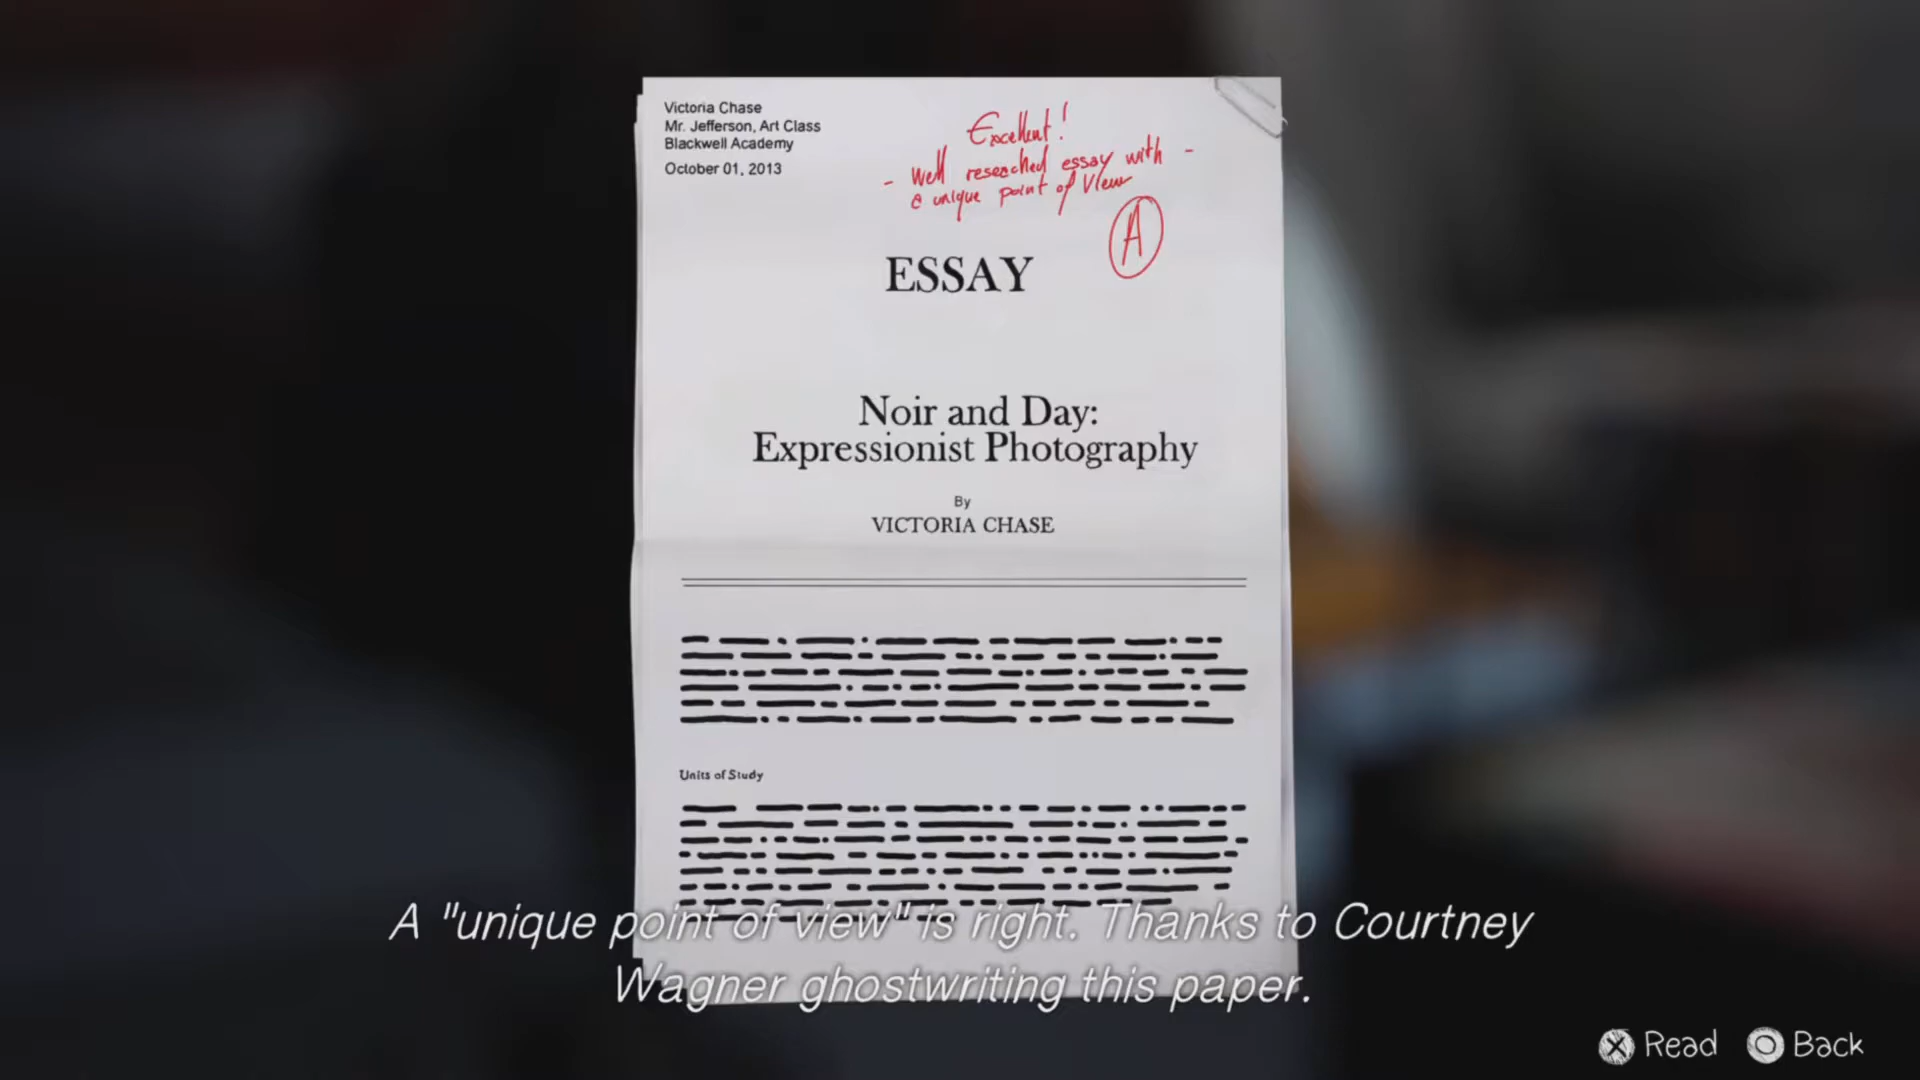 Victoria Chase
Mr. Jefferson, Art Class
Blackwell Academy
October 01, 2013
Excellent!
- Well reseached essay with -
a unique point of View
A
ESSAY
Noir and Day:
Expressionist Photography
By
VICTORIA CHASE
Units of Study
A "unique point of view" is right. Thanks to Courtney
Wagner ghostwriting this paper.
Read
Back